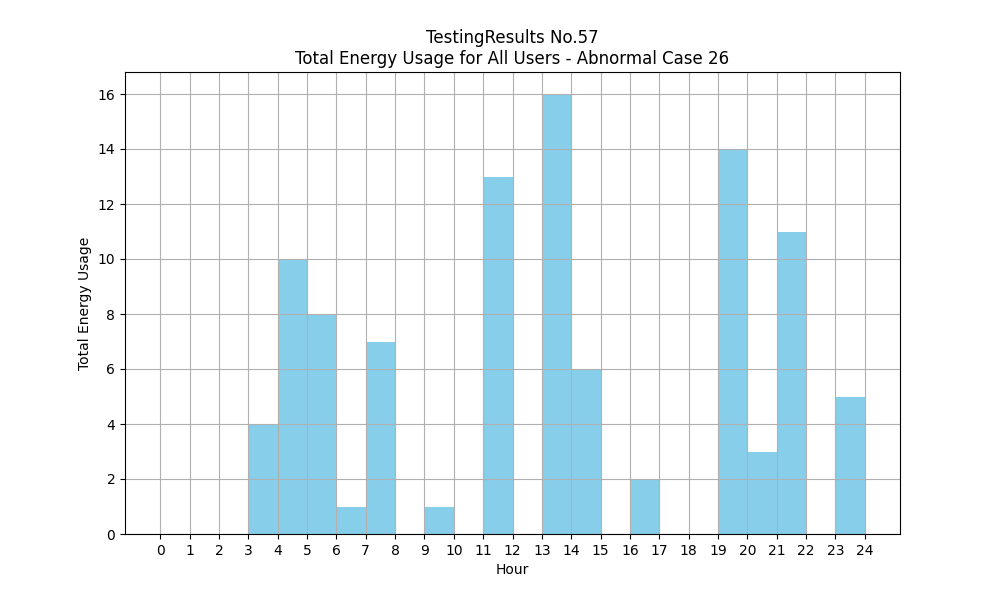 TestingResults No.57
Total Energy Usage for All Users - Abnormal Case 26
Total Energy Usage
16
14
12
10
8
6
4
2
0
0 1 2 3 4 5 6 7 8 9 10 11 12 13 14 15 16 17 18 19 20 21 22 23 24
Hour